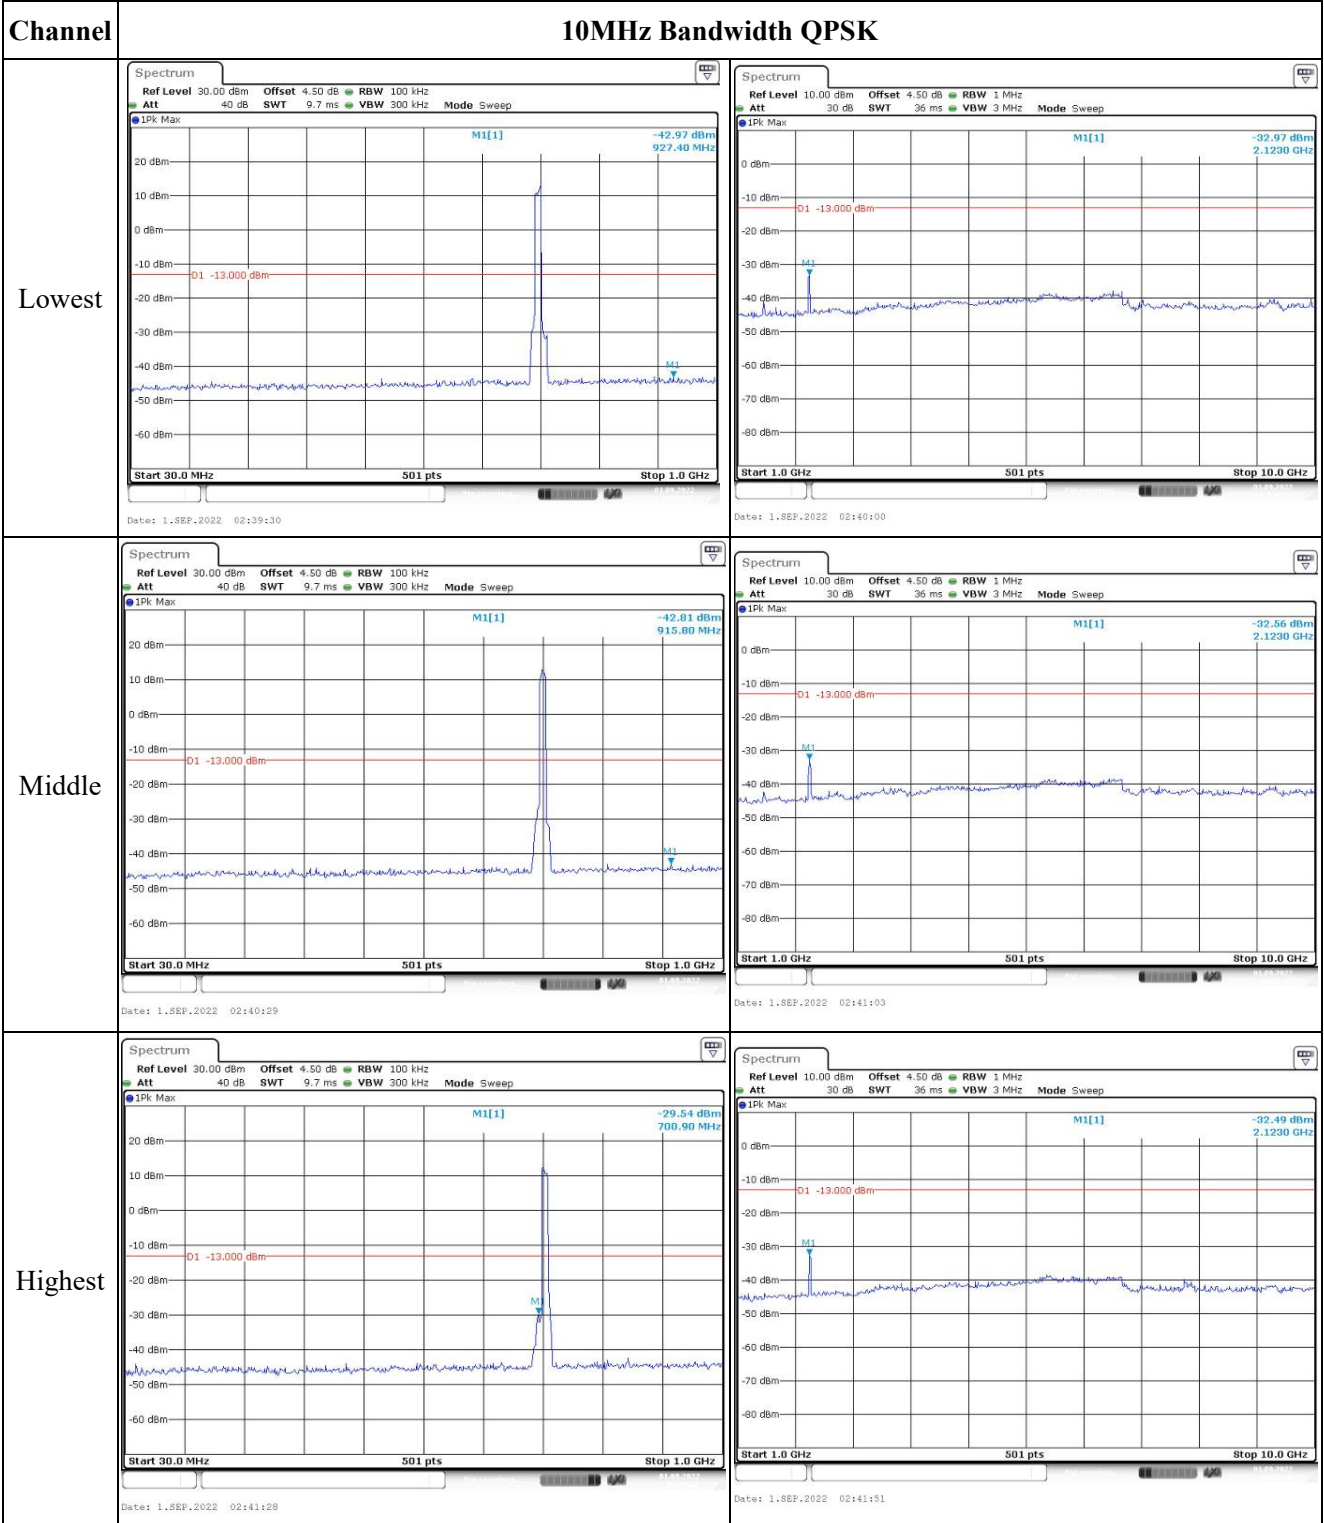 Channel 10MHz Bandwidth QPSK
Lowest
Spectrum
Ref Level 30.00 dBm Offset 4.50 dB RBW 100 kHz
Att 40 dB SWT 9.7 ms VBW 300 kHz Mode Sweep
1Pk Max
M1[1] -42.97 dBm
927.40 MHz
20 dBm
10 dBm
0 dBm
-10 dBm
D1 -13.000 dBm
-20 dBm
-30 dBm
-40 dBm
M1
-50 dBm
-60 dBm
Start 30.0 MHz 501 pts Stop 1.0 GHz
Date: 1.SEP.2022 02:39:30
Spectrum
Ref Level 10.00 dBm Offset 4.50 dB RBW 1 MHz
Att 30 dB SWT 36 ms VBW 3 MHz Mode Sweep
1Pk Max
M1[1] -32.97 dBm
2.1230 GHz
0 dBm
-10 dBm
D1 -13.000 dBm
-20 dBm
-30 dBm
M1
-40 dBm
-50 dBm
-60 dBm
-70 dBm
-80 dBm
Start 1.0 GHz 501 pts Stop 10.0 GHz
Date: 1.SEP.2022 02:40:00
Middle
Spectrum
Ref Level 30.00 dBm Offset 4.50 dB RBW 100 kHz
Att 40 dB SWT 9.7 ms VBW 300 kHz Mode Sweep
1Pk Max
M1[1] -42.81 dBm
915.80 MHz
20 dBm
10 dBm
0 dBm
-10 dBm
D1 -13.000 dBm
-20 dBm
-30 dBm
-40 dBm
M1
-50 dBm
-60 dBm
Start 30.0 MHz 501 pts Stop 1.0 GHz
Date: 1.SEP.2022 02:40:29
Spectrum
Ref Level 10.00 dBm Offset 4.50 dB RBW 1 MHz
Att 30 dB SWT 36 ms VBW 3 MHz Mode Sweep
1Pk Max
M1[1] -32.56 dBm
2.1230 GHz
0 dBm
-10 dBm
D1 -13.000 dBm
-20 dBm
-30 dBm
M1
-40 dBm
-50 dBm
-60 dBm
-70 dBm
-80 dBm
Start 1.0 GHz 501 pts Stop 10.0 GHz
Date: 1.SEP.2022 02:41:03
Highest
Spectrum
Ref Level 30.00 dBm Offset 4.50 dB RBW 100 kHz
Att 40 dB SWT 9.7 ms VBW 300 kHz Mode Sweep
1Pk Max
M1[1] -29.54 dBm
700.90 MHz
20 dBm
10 dBm
0 dBm
-10 dBm
D1 -13.000 dBm
-20 dBm
M1
-30 dBm
-40 dBm
-50 dBm
-60 dBm
Start 30.0 MHz 501 pts Stop 1.0 GHz
Date: 1.SEP.2022 02:41:28
Spectrum
Ref Level 10.00 dBm Offset 4.50 dB RBW 1 MHz
Att 30 dB SWT 36 ms VBW 3 MHz Mode Sweep
1Pk Max
M1[1] -32.49 dBm
2.1230 GHz
0 dBm
-10 dBm
D1 -13.000 dBm
-20 dBm
-30 dBm
M1
-40 dBm
-50 dBm
-60 dBm
-70 dBm
-80 dBm
Start 1.0 GHz 501 pts Stop 10.0 GHz
Date: 1.SEP.2022 02:41:51